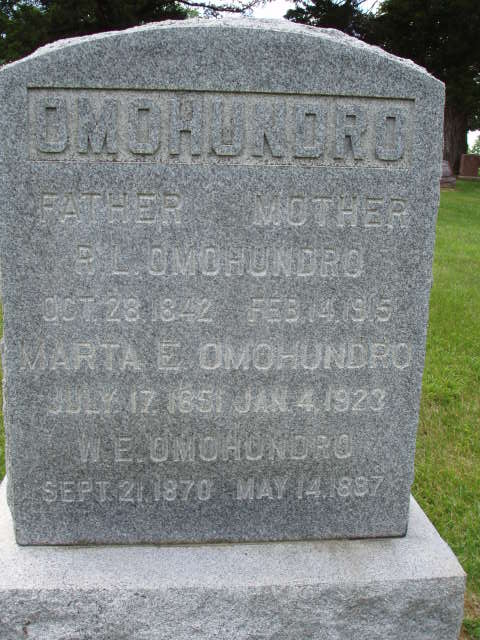 OMOHUNDRO
FATHER MOTHER
R. L. OMOHUNDRO
OCT. 28. 1842 FEB. 14. 1915
MARTA E. OMOHUNDRO
JULY 17. 1851 JAN. 4. 1923
W. E. OMOHUNDRO
SEPT. 21. 1870 MAY 14. 1887